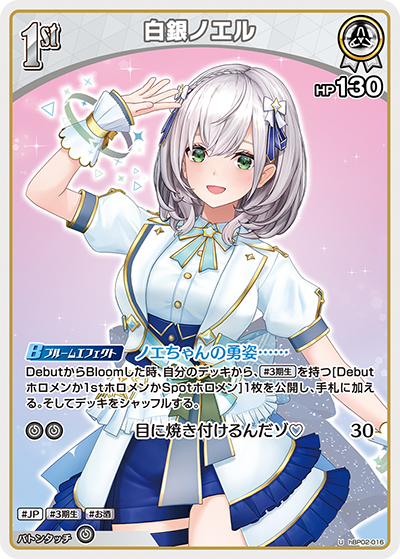 1st
白銀ノエル
HP130
Bブルームエフェクト ノエちゃんの勇姿……
DebutからBloomした時、自分のデッキから、#3期生を持つ[Debut
ホロメンか1stホロメンかSpotホロメン]1枚を公開し、手札に加え
る。そしてデッキをシャッフルする。
目に焼き付けるんだゾ♡ 30
#JP #3期生 #お酒
バトンタッチ
U hBP02-016